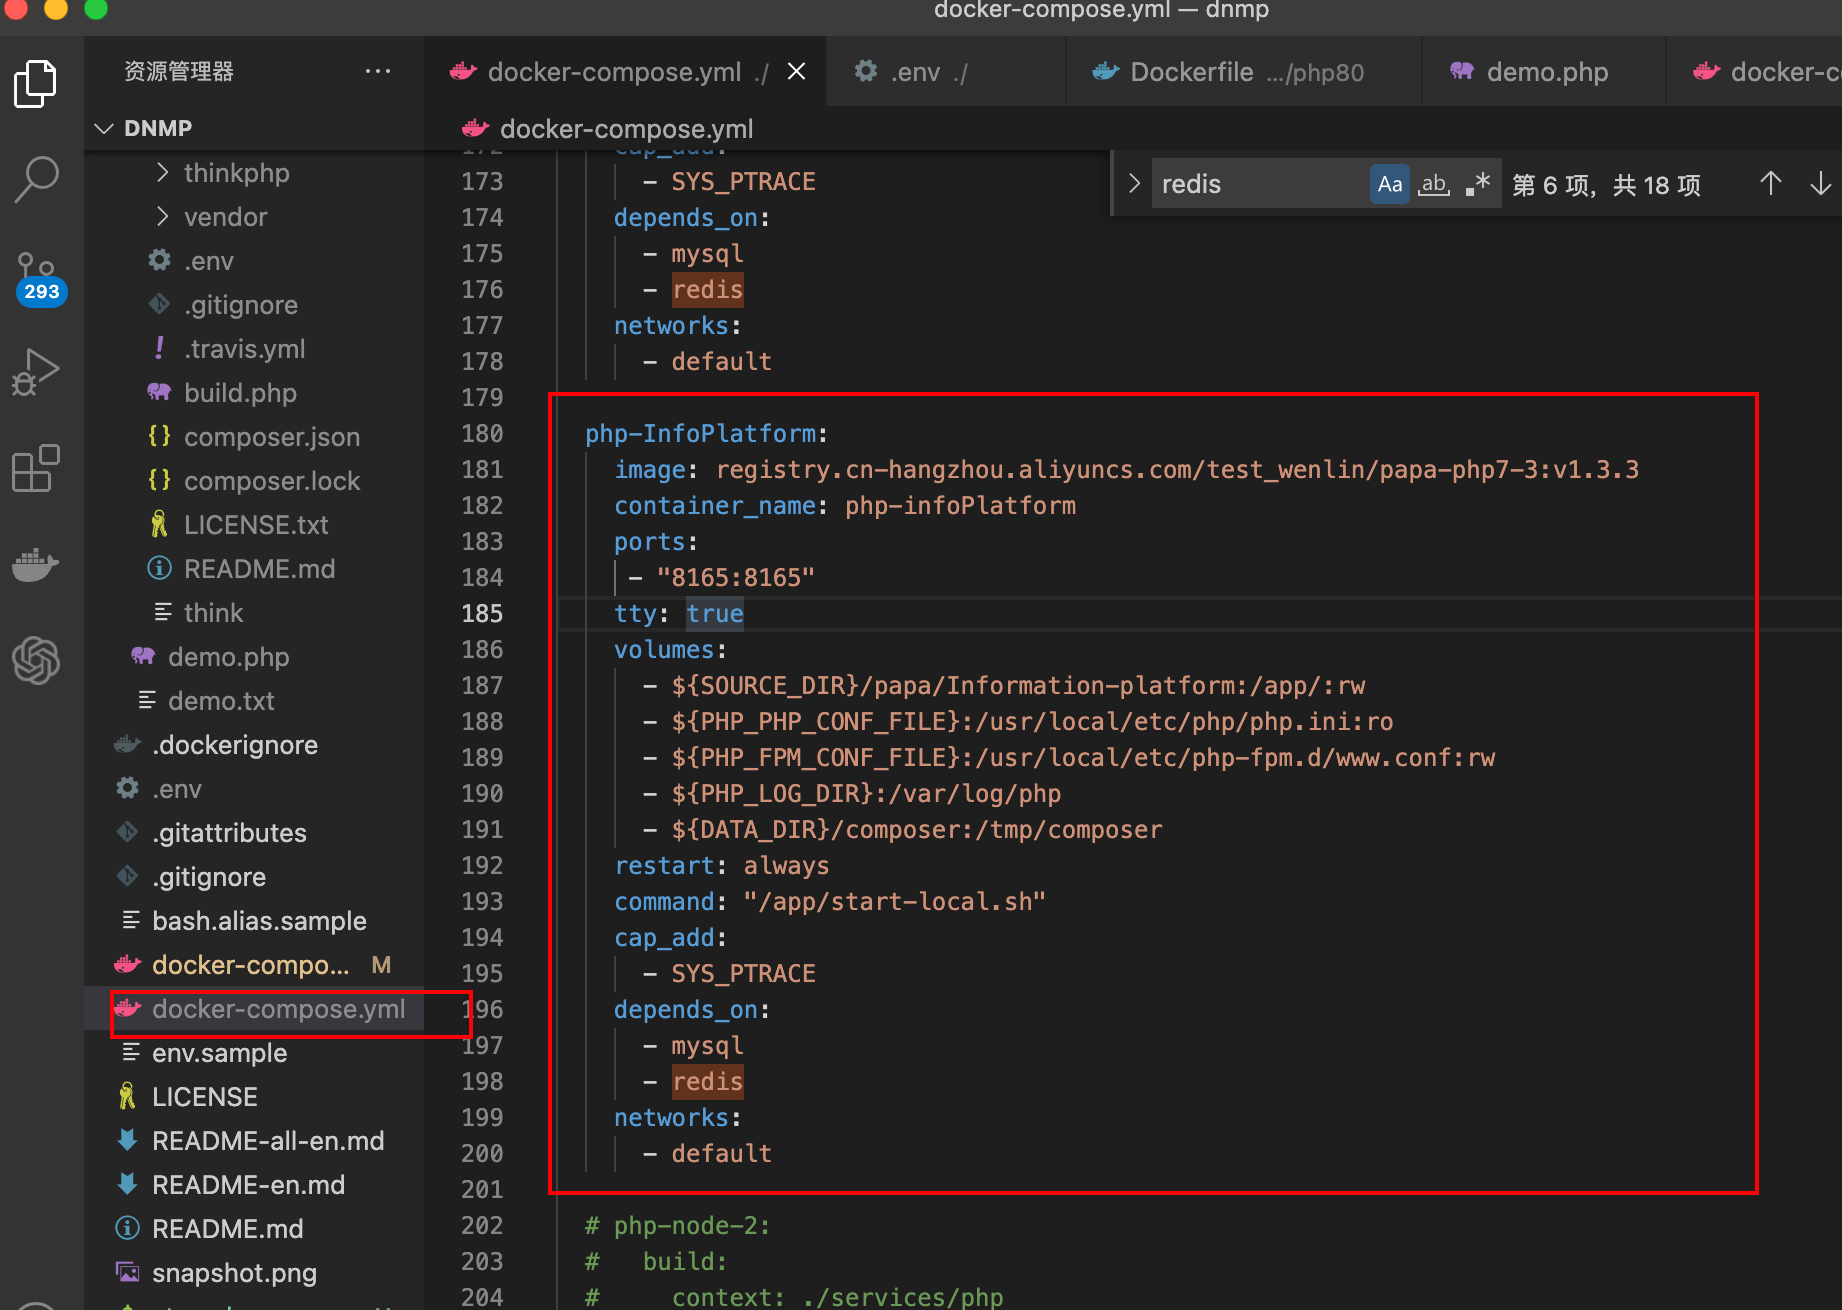 docker-compose.yml — dnmp
资源管理器 ···
docker-compose.yml ./
.env ./
Dockerfile .../php80
demo.php
docker-c
DNMP
docker-compose.yml
thinkphp
vendor
.env
.gitignore
.travis.yml
build.php
composer.json
composer.lock
LICENSE.txt
README.md
think
demo.php
demo.txt
.dockerignore
.env
.gitattributes
.gitignore
bash.alias.sample
docker-compo... M
docker-compose.yml
env.sample
LICENSE
README-all-en.md
README-en.md
README.md
snapshot.png
293
redis Aa ab .* 第 6 项, 共 18 项
172 cap_add:
173 - SYS_PTRACE
174 depends_on:
175 - mysql
176 - redis
177 networks:
178 - default
179
180 php-InfoPlatform:
181 image: registry.cn-hangzhou.aliyuncs.com/test_wenlin/papa-php7-3:v1.3.3
182 container_name: php-infoPlatform
183 ports:
184 - "8165:8165"
185 tty: true
186 volumes:
187 - ${SOURCE_DIR}/papa/Information-platform:/app/:rw
188 - ${PHP_PHP_CONF_FILE}:/usr/local/etc/php/php.ini:ro
189 - ${PHP_FPM_CONF_FILE}:/usr/local/etc/php-fpm.d/www.conf:rw
190 - ${PHP_LOG_DIR}:/var/log/php
191 - ${DATA_DIR}/composer:/tmp/composer
192 restart: always
193 command: "/app/start-local.sh"
194 cap_add:
195 - SYS_PTRACE
196 depends_on:
197 - mysql
198 - redis
199 networks:
200 - default
201
202 # php-node-2:
203 # build:
204 # context: ./services/php